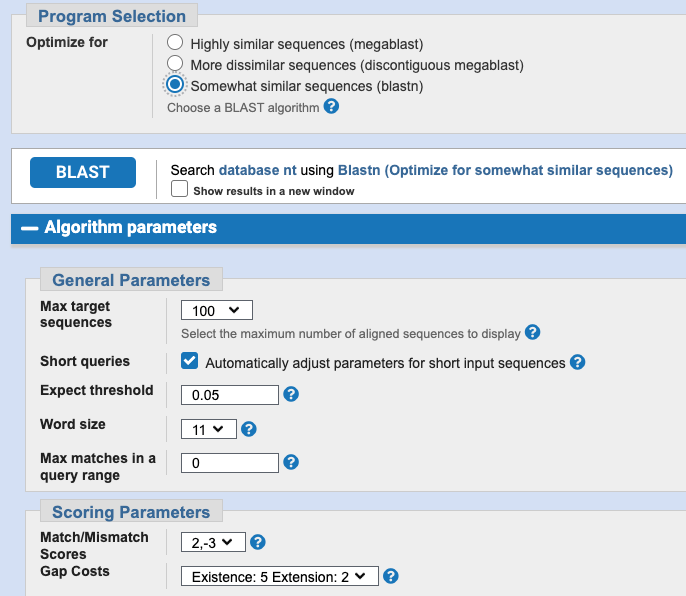 Program Selection
Optimize for
Highly similar sequences (megablast)
More dissimilar sequences (discontiguous megablast)
Somewhat similar sequences (blastn)
Choose a BLAST algorithm ?
BLAST
Search database nt using Blastn (Optimize for somewhat similar sequences)
Show results in a new window
Algorithm parameters
General Parameters
Max target sequences
100
Select the maximum number of aligned sequences to display ?
Short queries
Automatically adjust parameters for short input sequences ?
Expect threshold
0.05 ?
Word size
11 ?
Max matches in a query range
0 ?
Scoring Parameters
Match/Mismatch Scores
2,-3 ?
Gap Costs
Existence: 5 Extension: 2 ?